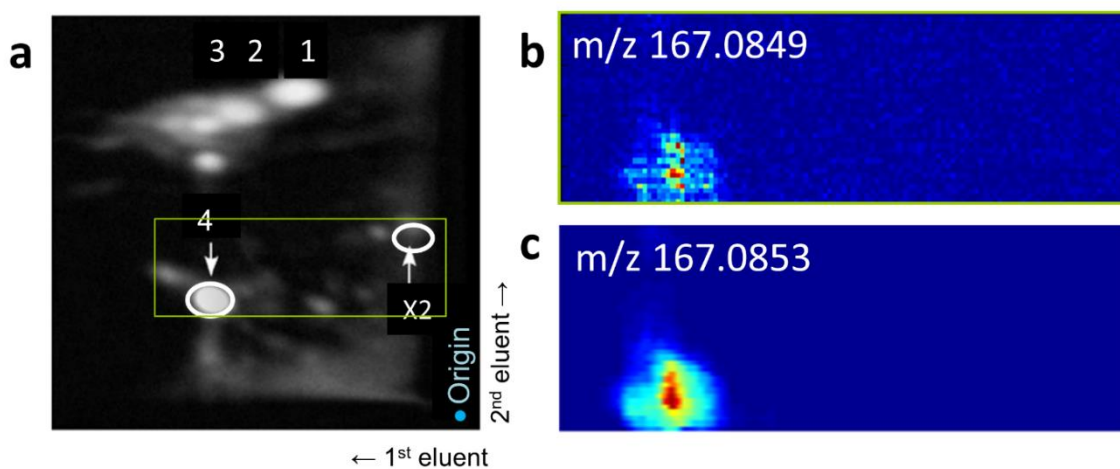 a
3 2 1
4
X2
Origin
2nd eluent →
← 1st eluent
b
m/z 167.0849
c
m/z 167.0853